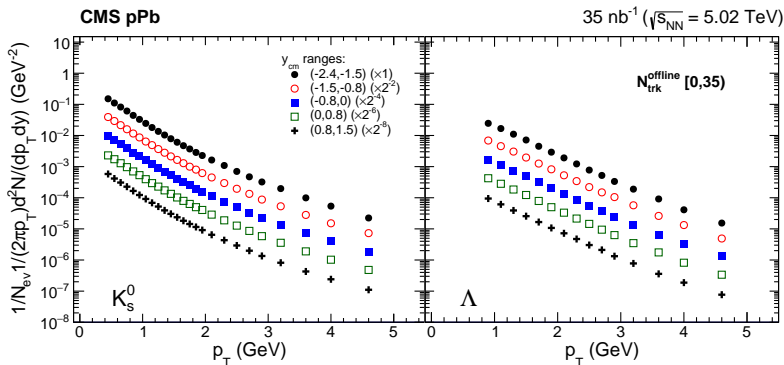 CMS pPb
35 nb⁻¹ (√s_NN = 5.02 TeV)
1/N_ev 1/(2πp_T)d²N/(dp_Tdy) (GeV⁻²)
10
1
10⁻¹
10⁻²
10⁻³
10⁻⁴
10⁻⁵
10⁻⁶
10⁻⁷
10⁻⁸
y_cm ranges:
(-2.4,-1.5) (×1)
(-1.5,-0.8) (×2⁻²)
(-0.8,0) (×2⁻⁴)
(0,0.8) (×2⁻⁶)
(0.8,1.5) (×2⁻⁸)
K_s^0
N_trk^offline [0,35)
Λ
0 1 2 3 4 5
0 1 2 3 4 5
p_T (GeV)
p_T (GeV)